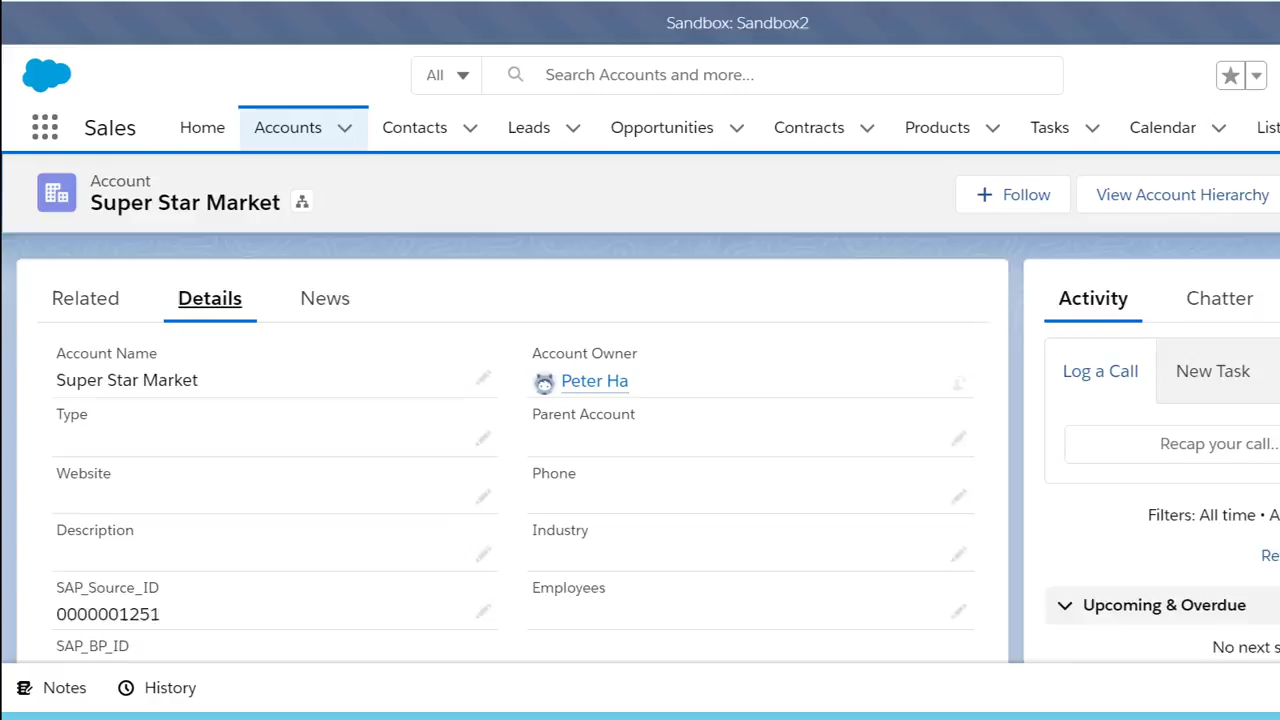 Sandbox: Sandbox2
All Search Accounts and more...
Sales Home Accounts Contacts Leads Opportunities Contracts Products Tasks Calendar
Account
Super Star Market
Follow View Account Hierarchy
Related Details News
Activity Chatter
Account Name
Super Star Market
Account Owner
Peter Ha
Type
Parent Account
Website
Phone
Description
Industry
SAP_Source_ID
0000001251
Employees
SAP_BP_ID
Log a Call New Task
Recap your call...
Filters: All time •
Upcoming & Overdue
No next
Notes History